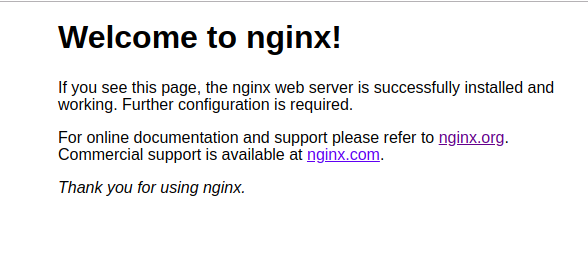 Welcome to nginx!
If you see this page, the nginx web server is successfully installed and
working. Further configuration is required.
For online documentation and support please refer to nginx.org.
Commercial support is available at nginx.com.
Thank you for using nginx.